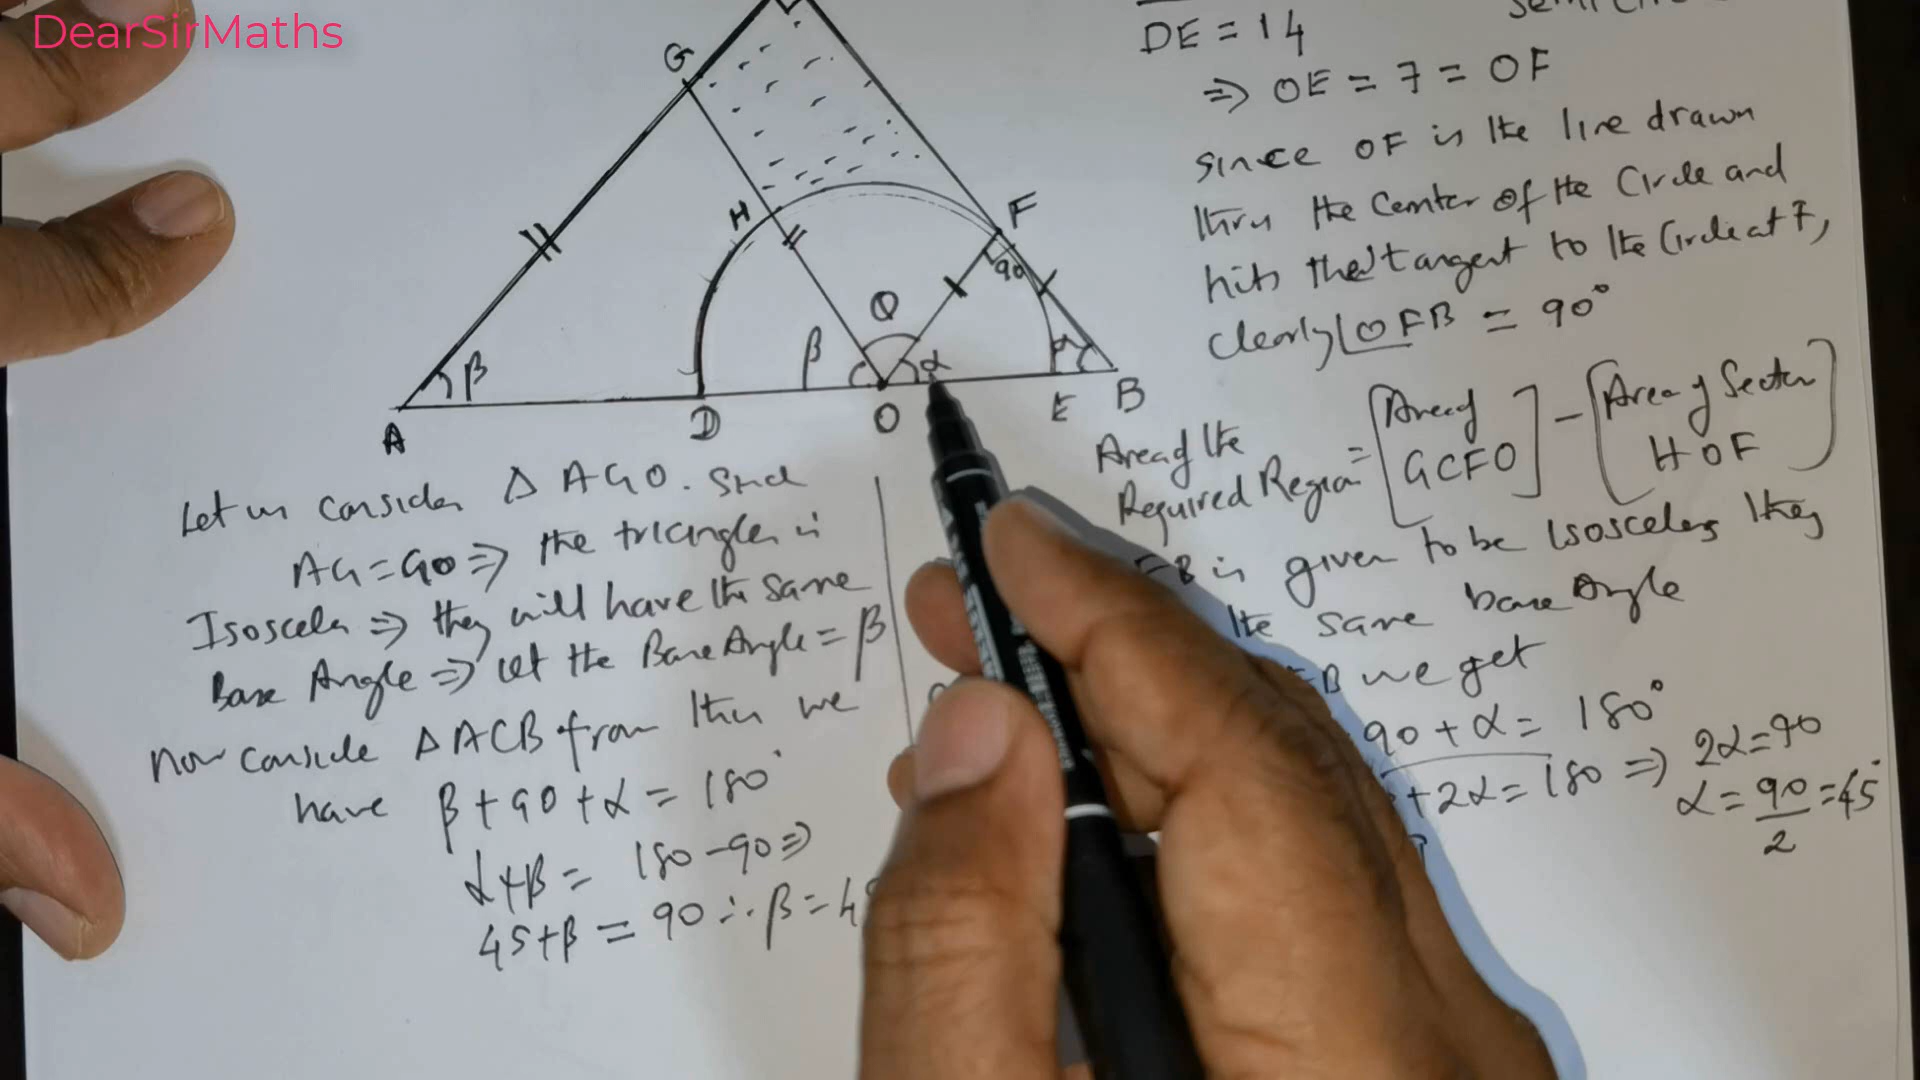 DearSirMaths
DE = 14
⇒ OE = 7 = OF
since OF is the line drawn
thru the Center of the Circle and
hits the tangent to the Circle at F,
clearly ∠OFB = 90°
Area of the
Required Region = [Area of GCFO] - [Area of Sector HOF]
is given to be Isosceles they
the same base Angle
we get
90 + α = 180°
+ 2α = 180 ⇒ 2α = 90
α = 90/2 = 45°
G
H
F
90
Q
β
β
α
α
A
D
O
E
B
Let us consider Δ AGO. Since
AG = GO ⇒ the triangle is
Isosceles ⇒ they will have the same
Base Angle ⇒ Let the Base Angle = β
Now consider Δ ACB from this we
have β + 90 + α = 180°
α + β = 180 - 90 ⇒
45 + β = 90 ∴ β = 4